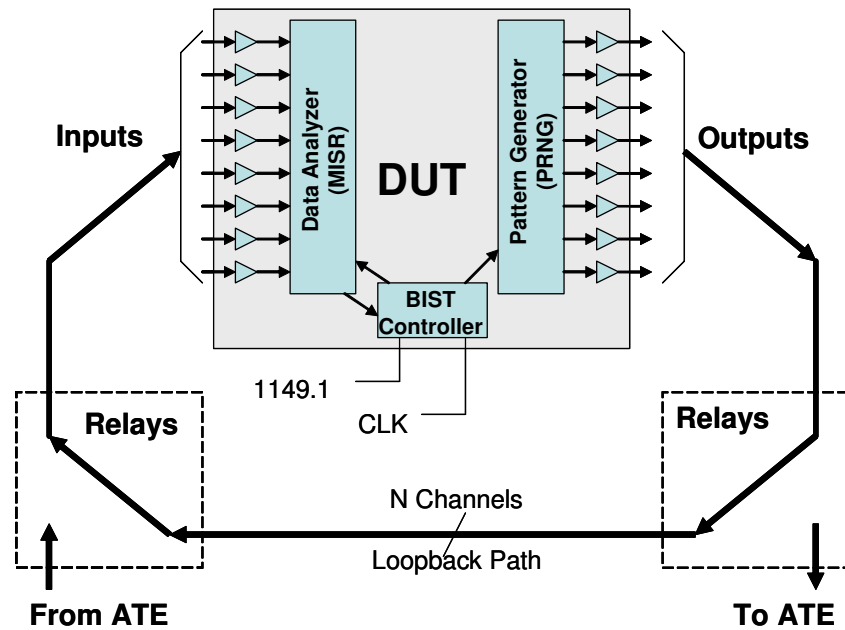 Inputs
Data Analyzer
(MISR)
DUT
Pattern Generator
(PRNG)
Outputs
BIST
Controller
1149.1
CLK
Relays
Relays
N Channels
Loopback Path
From ATE
To ATE